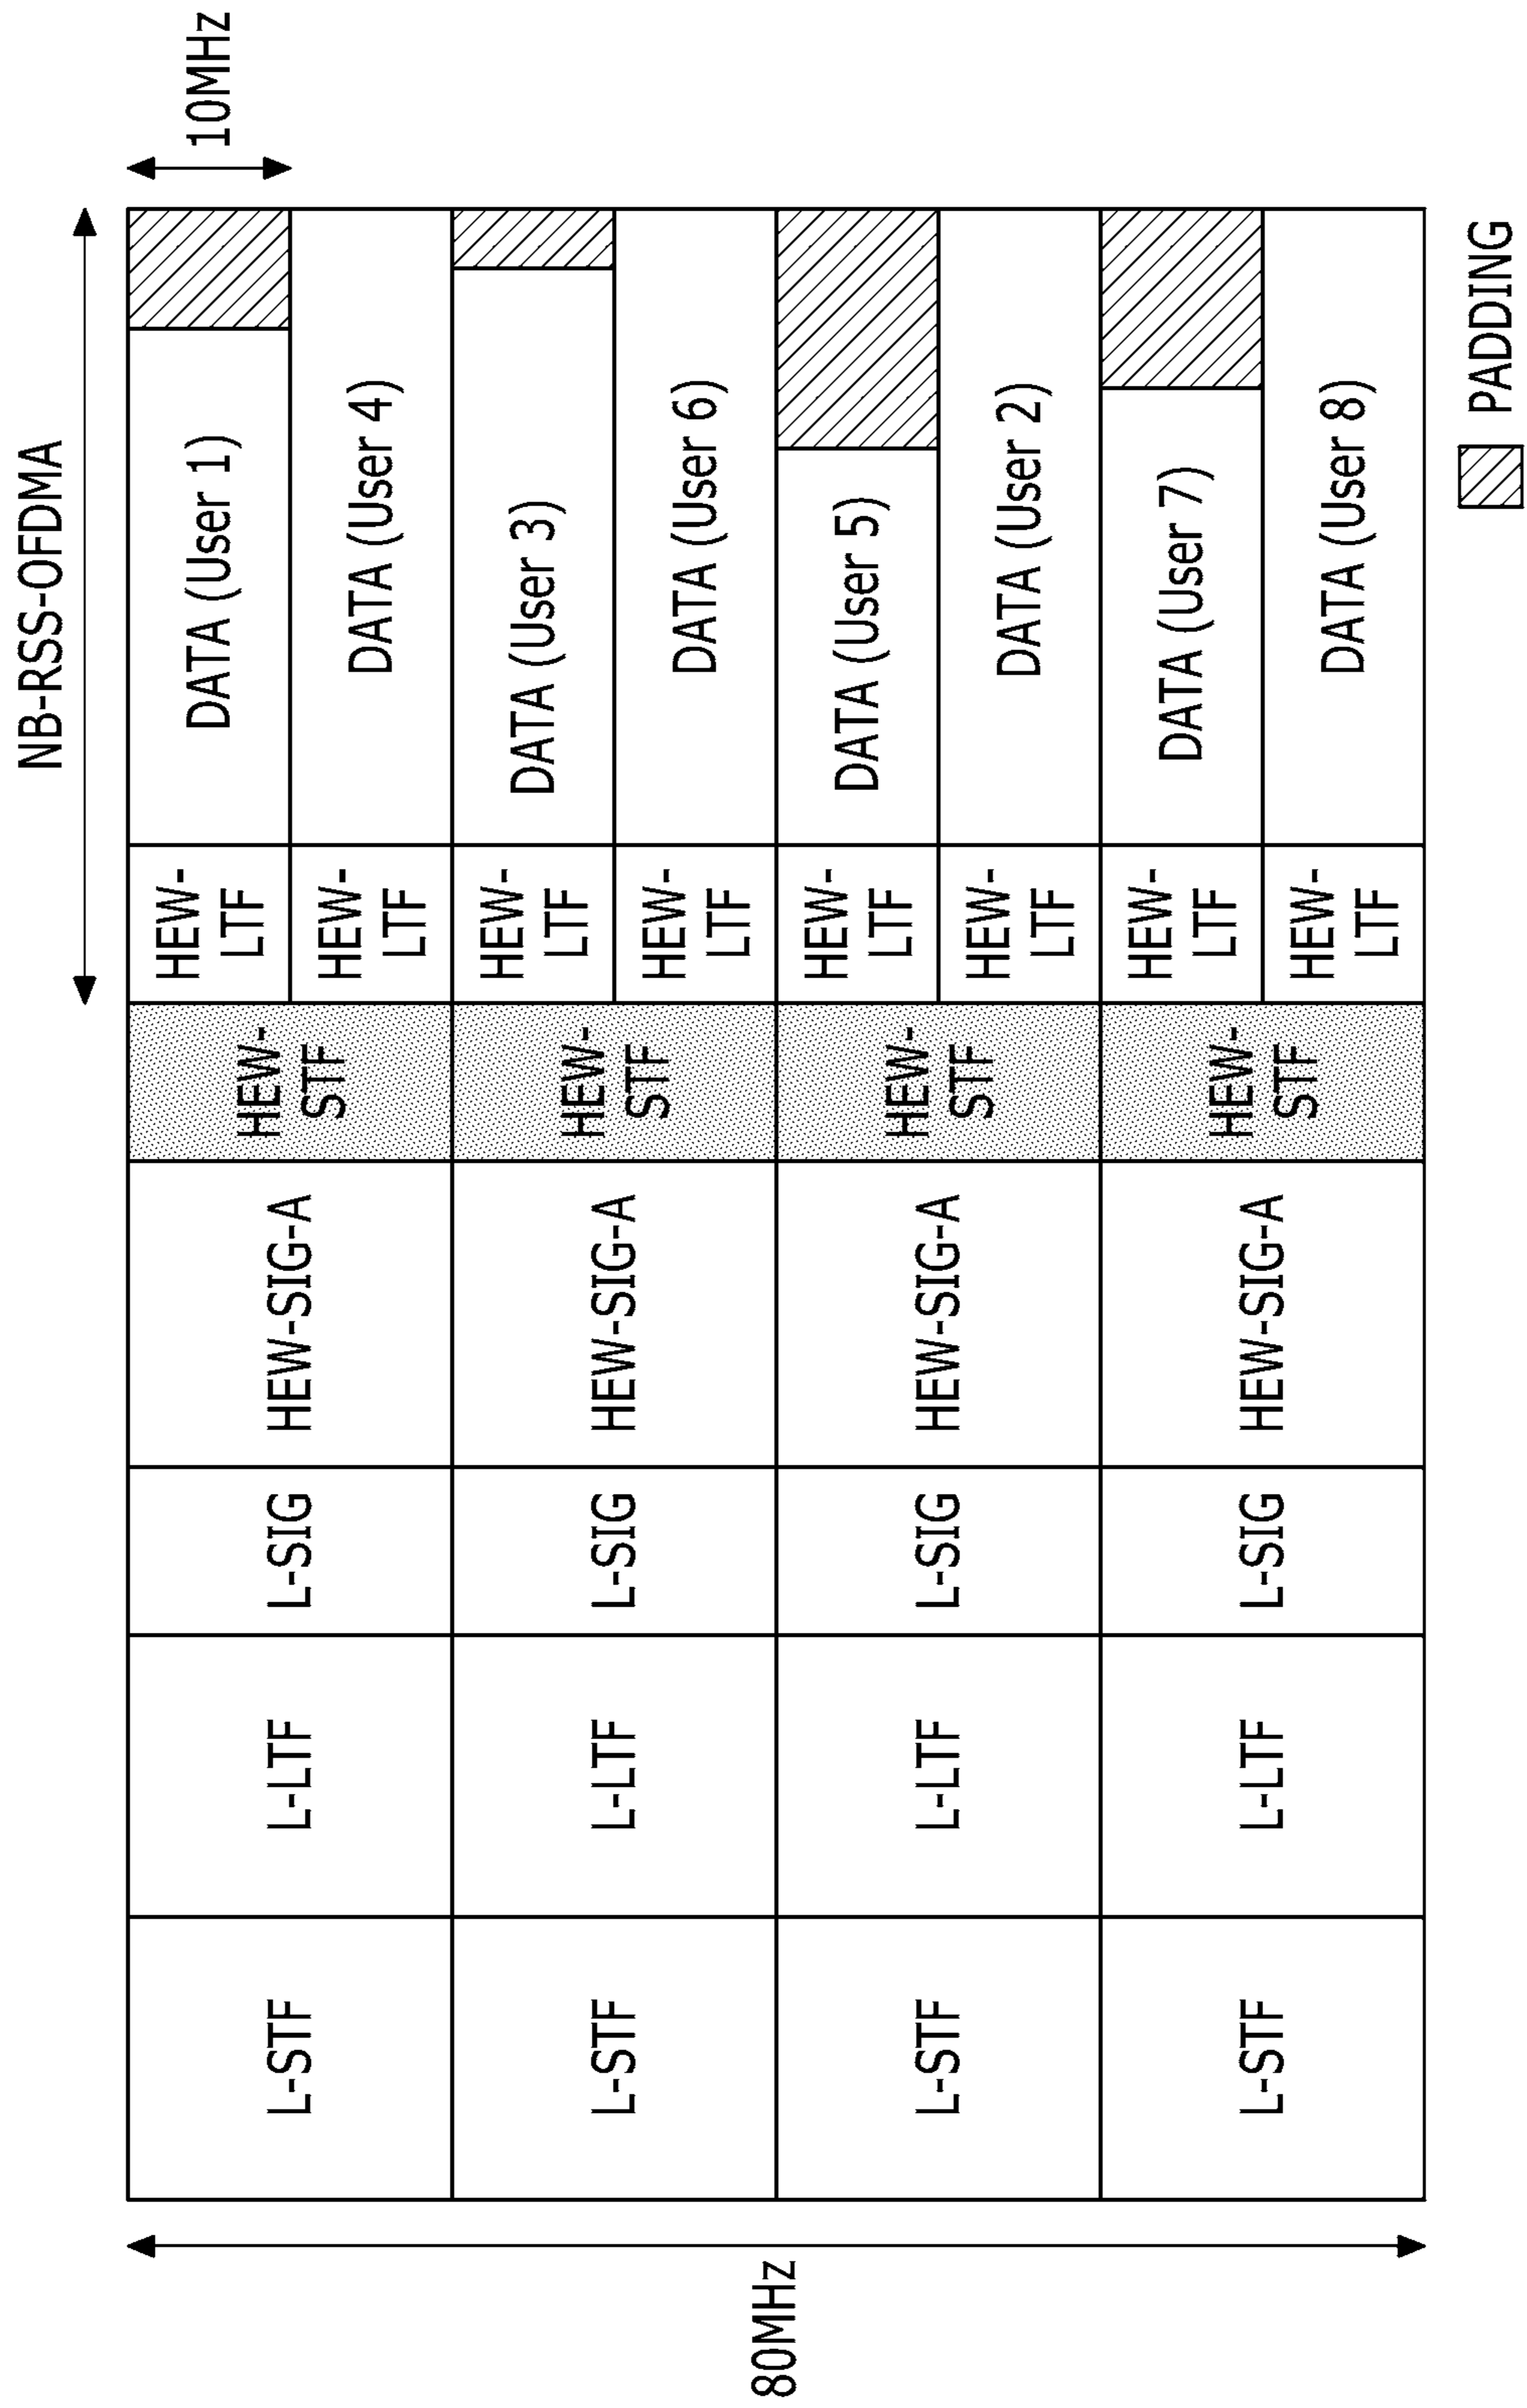 NB-RSS-OFDMA
10MHz
80MHz
L-STF
L-LTF
L-SIG
HEW-SIG-A
HEW-
STF
HEW-
LTF
DATA (User 1)
HEW-
LTF
DATA (User 4)
L-STF
L-LTF
L-SIG
HEW-SIG-A
HEW-
STF
HEW-
LTF
DATA (User 3)
HEW-
LTF
DATA (User 6)
L-STF
L-LTF
L-SIG
HEW-SIG-A
HEW-
STF
HEW-
LTF
DATA (User 5)
HEW-
LTF
DATA (User 2)
L-STF
L-LTF
L-SIG
HEW-SIG-A
HEW-
STF
HEW-
LTF
DATA (User 7)
HEW-
LTF
DATA (User 8)
PADDING